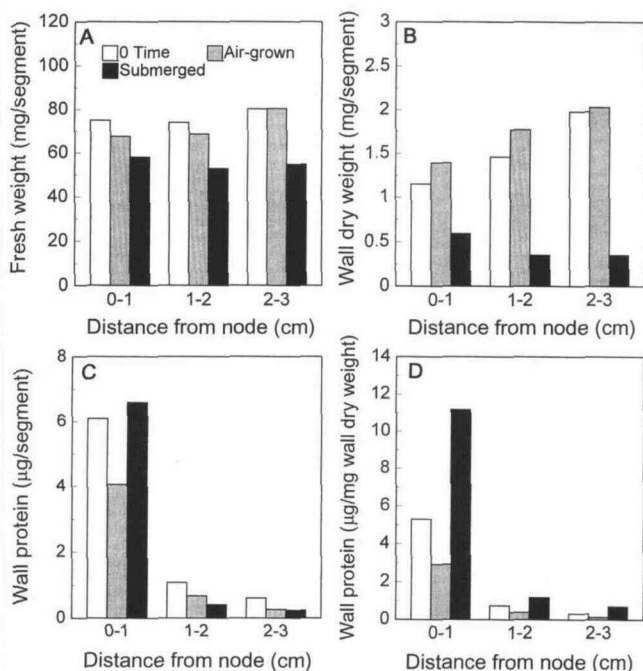 A
0 Time
Air-grown
Submerged
Fresh weight (mg/segment)
120
100
80
60
40
20
0
0-1
1-2
2-3
Distance from node (cm)
B
Wall dry weight (mg/segment)
2
1.5
1
0.5
0
0-1
1-2
2-3
Distance from node (cm)
C
Wall protein (μg/segment)
8
6
4
2
0
0-1
1-2
2-3
Distance from node (cm)
D
Wall protein (μg/mg wall dry weight)
14
12
10
8
6
4
2
0
0-1
1-2
2-3
Distance from node (cm)